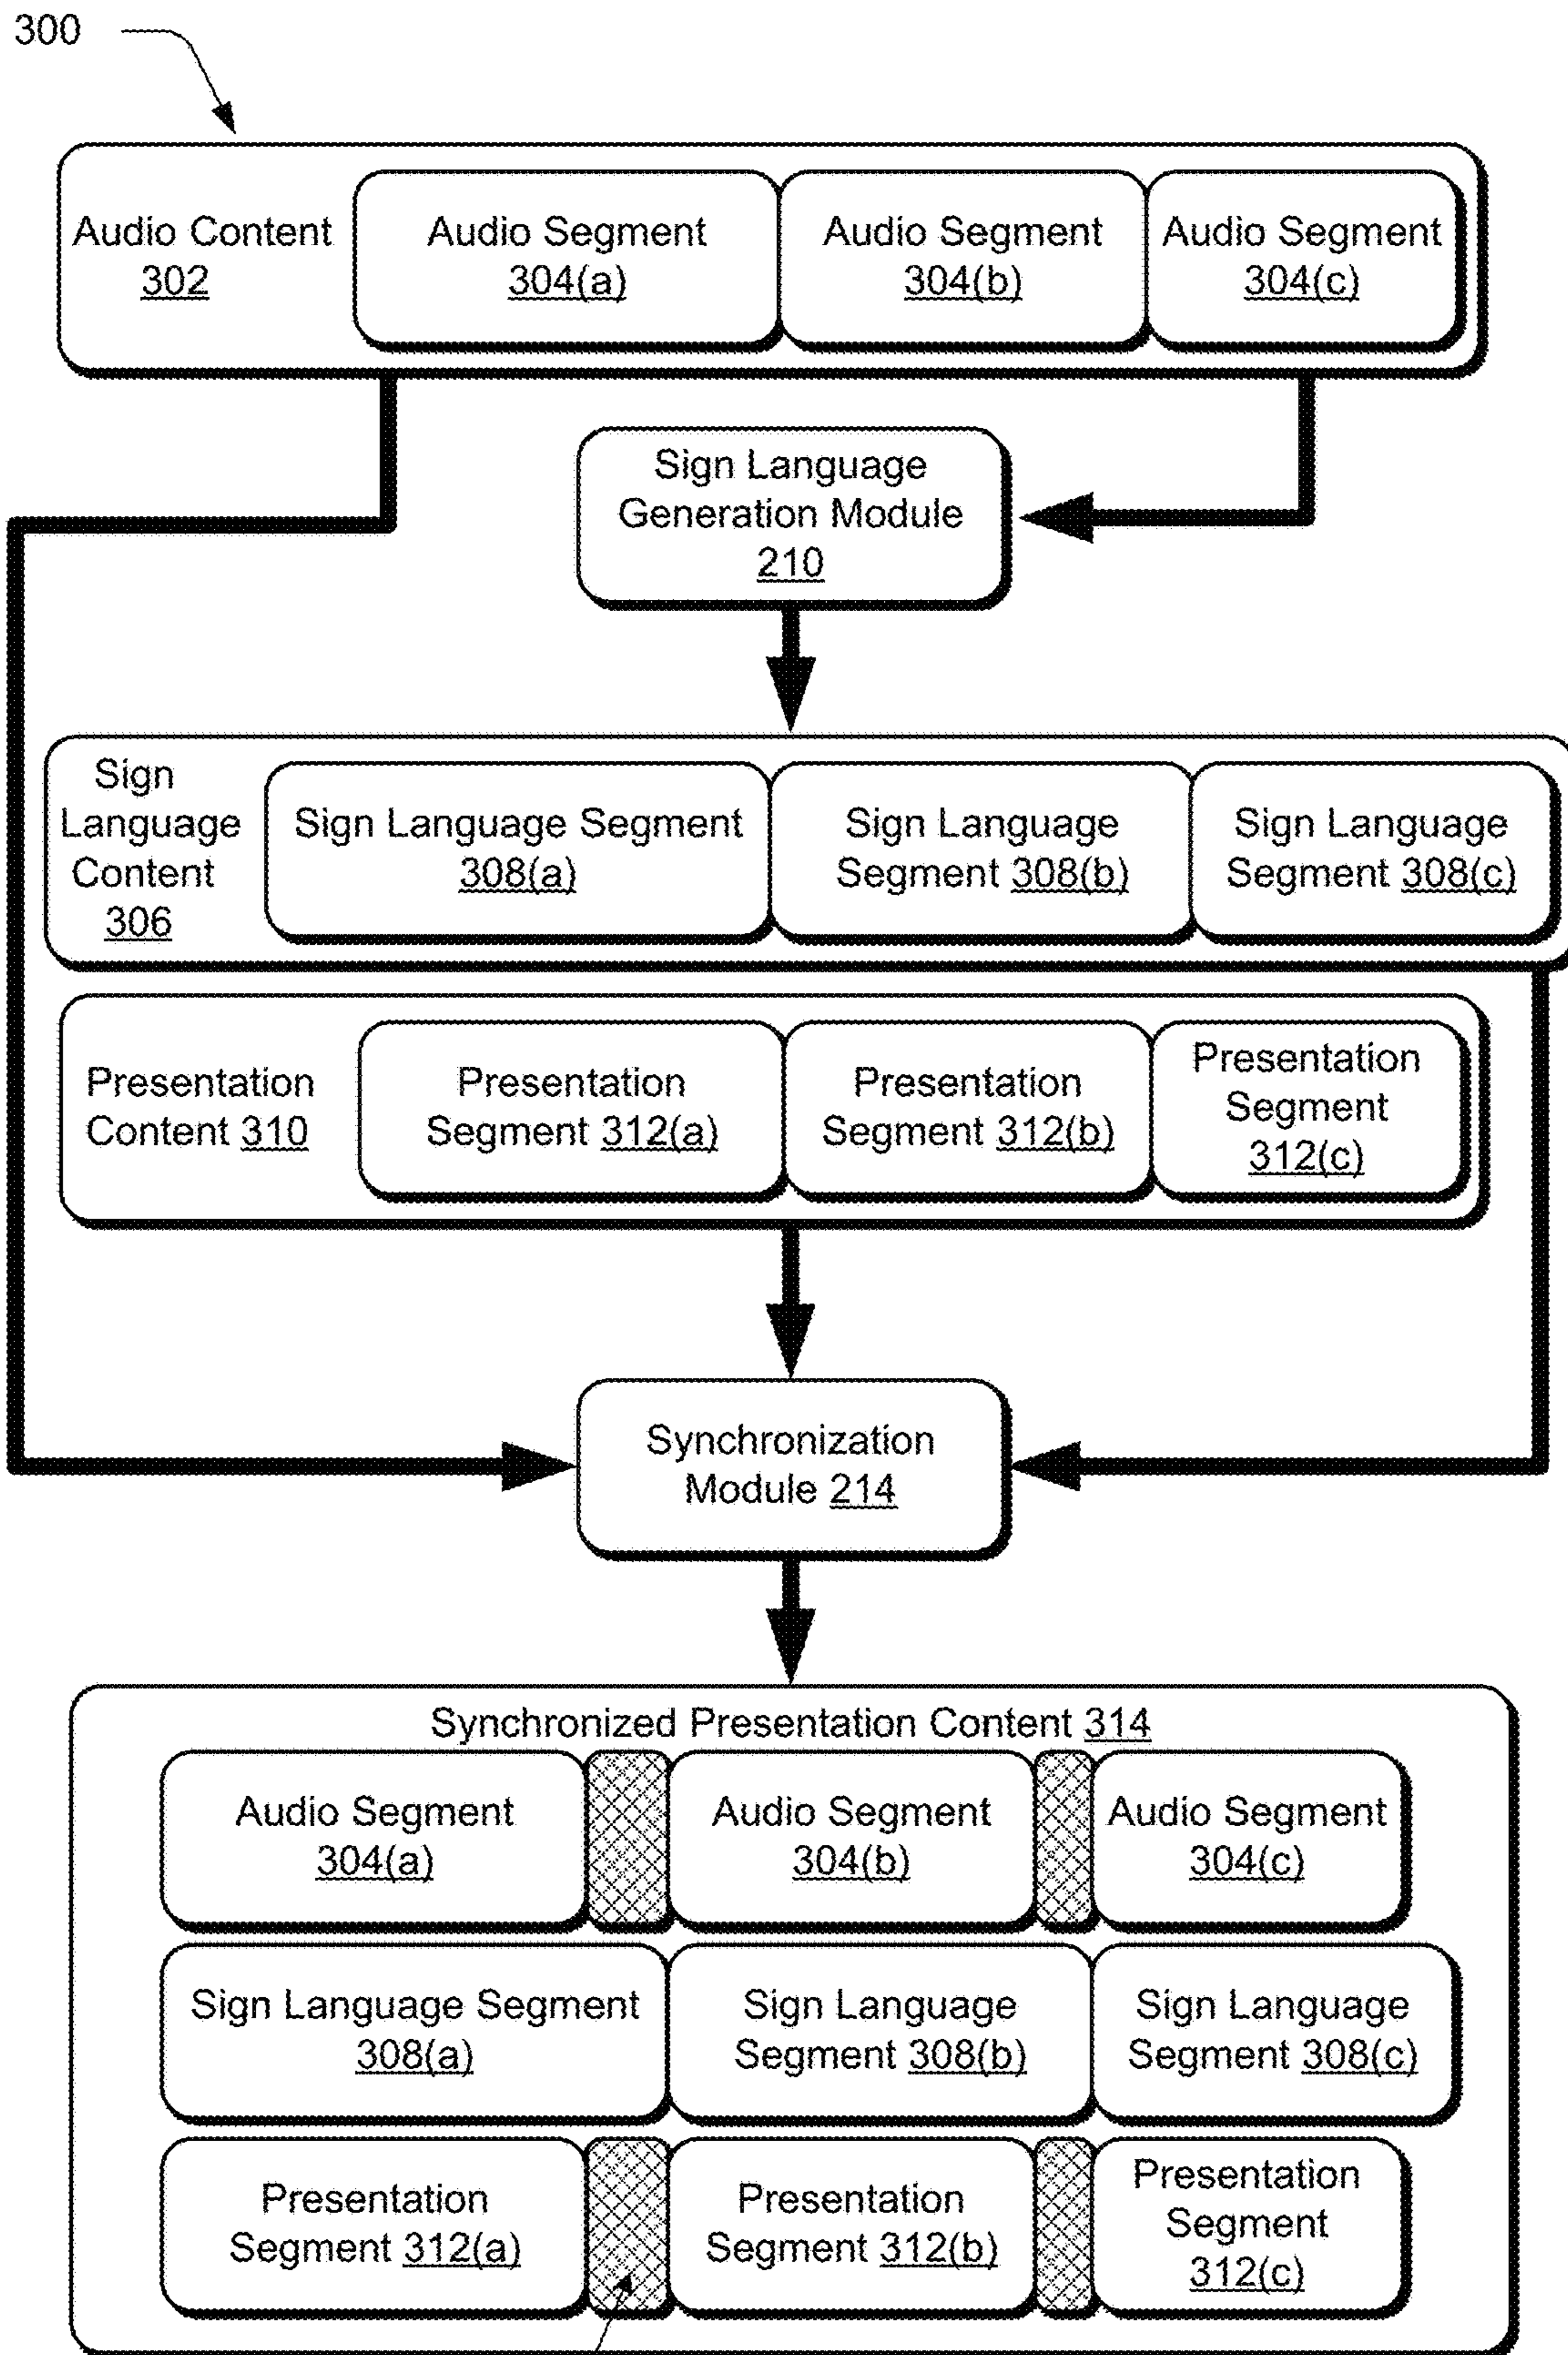 300
Audio Content
302
Audio Segment
304(a)
Audio Segment
304(b)
Audio Segment
304(c)
Sign Language
Generation Module
210
Sign
Language
Content
306
Sign Language Segment
308(a)
Sign Language
Segment 308(b)
Sign Language
Segment 308(c)
Presentation
Content 310
Presentation
Segment 312(a)
Presentation
Segment 312(b)
Presentation
Segment
312(c)
Synchronization
Module 214
Synchronized Presentation Content 314
Audio Segment
304(a)
Audio Segment
304(b)
Audio Segment
304(c)
Sign Language Segment
308(a)
Sign Language
Segment 308(b)
Sign Language
Segment 308(c)
Presentation
Segment 312(a)
Presentation
Segment 312(b)
Presentation
Segment
312(c)